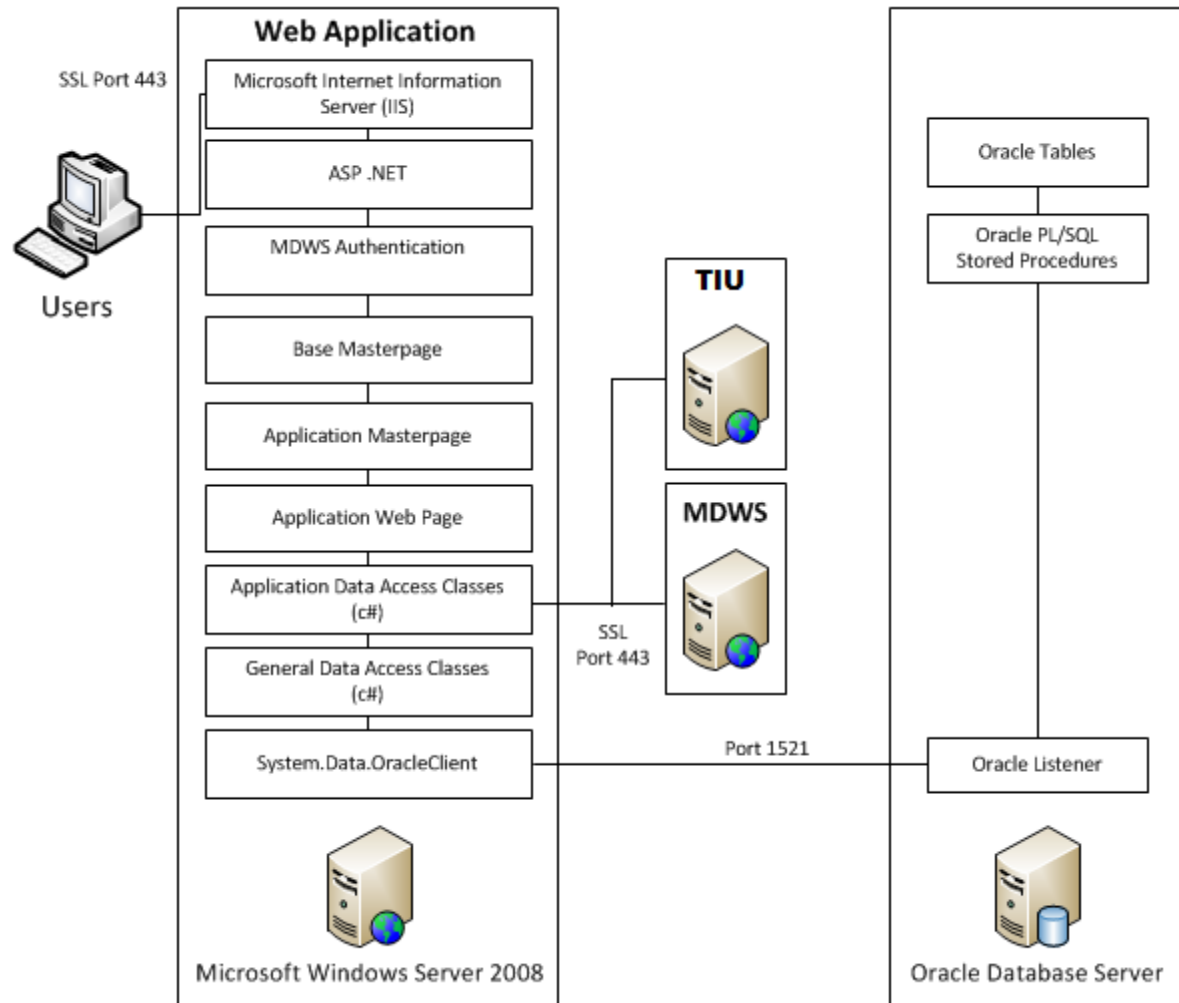 Web Application
SSL Port 443
Microsoft Internet Information
Server (IIS)
ASP .NET
MDWS Authentication
Base Masterpage
Application Masterpage
Application Web Page
Application Data Access Classes
(c#)
General Data Access Classes
(c#)
System.Data.OracleClient
Microsoft Windows Server 2008
Users
TIU
MDWS
SSL
Port 443
Port 1521
Oracle Tables
Oracle PL/SQL
Stored Procedures
Oracle Listener
Oracle Database Server